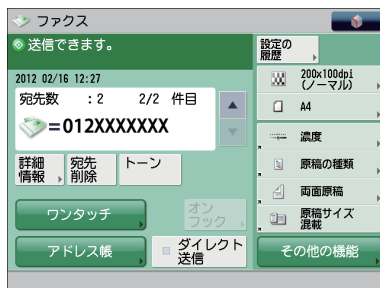 ファクス
送信できます。
2012 02/16 12:27
宛先数 :2 2/2 件目
=012XXXXXXX
詳細
情報
宛先
削除
トーン
ワンタッチ
オン
フック
アドレス帳
ダイレクト
送信
設定の
履歴
200x100dpi
(ノーマル)
A4
濃度
原稿の種類
両面原稿
原稿サイズ
混載
その他の機能